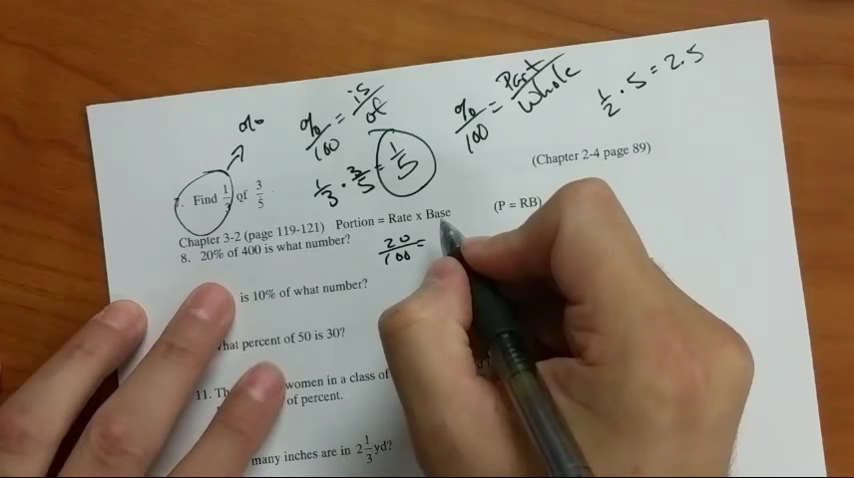 %
%/100 = is/of
%/100 = Part/Whole
1/2 · 5 = 2.5
1/3 · 3/5 = 1/5
(Chapter 2-4 page 89)
Find 1/3 of 3/5
Chapter 3-2 (page 119-121) Portion = Rate x Base (P = RB)
8. 20% of 400 is what number? 20/100 =
is 10% of what number?
hat percent of 50 is 30?
11. Th women in a class of
of percent.
many inches are in 2 1/3 yd?